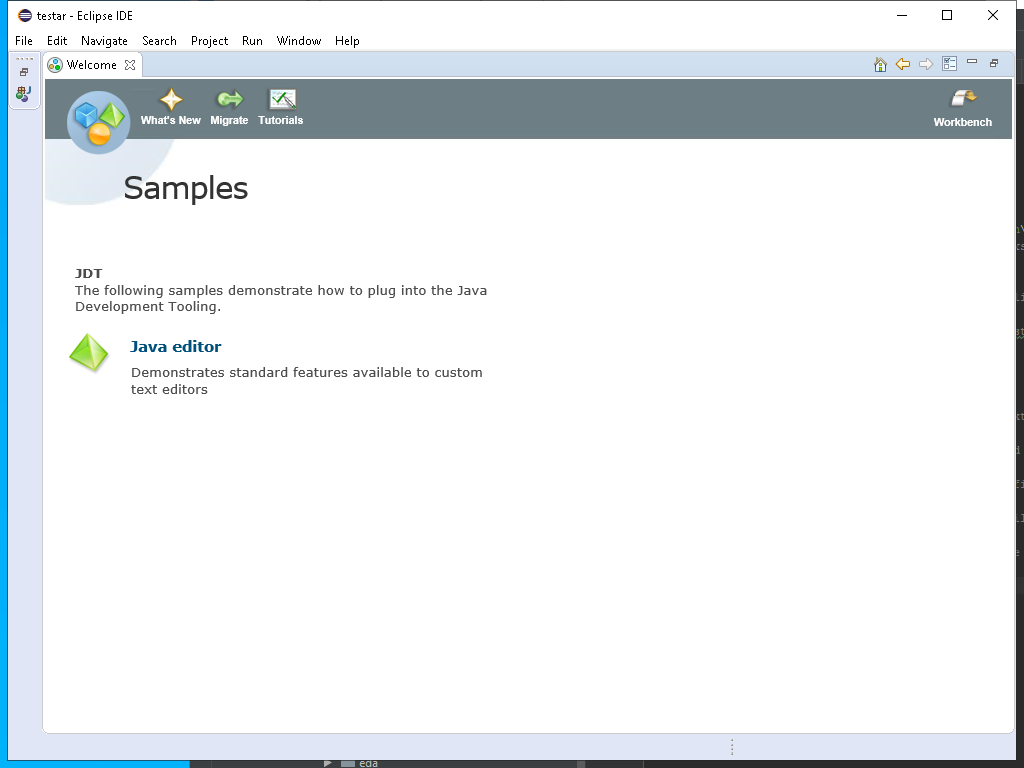 testar - Eclipse IDE
File Edit Navigate Search Project Run Window Help
Welcome
What's New Migrate Tutorials
Workbench
Samples
JDT
The following samples demonstrate how to plug into the Java
Development Tooling.
Java editor
Demonstrates standard features available to custom
text editors
eda